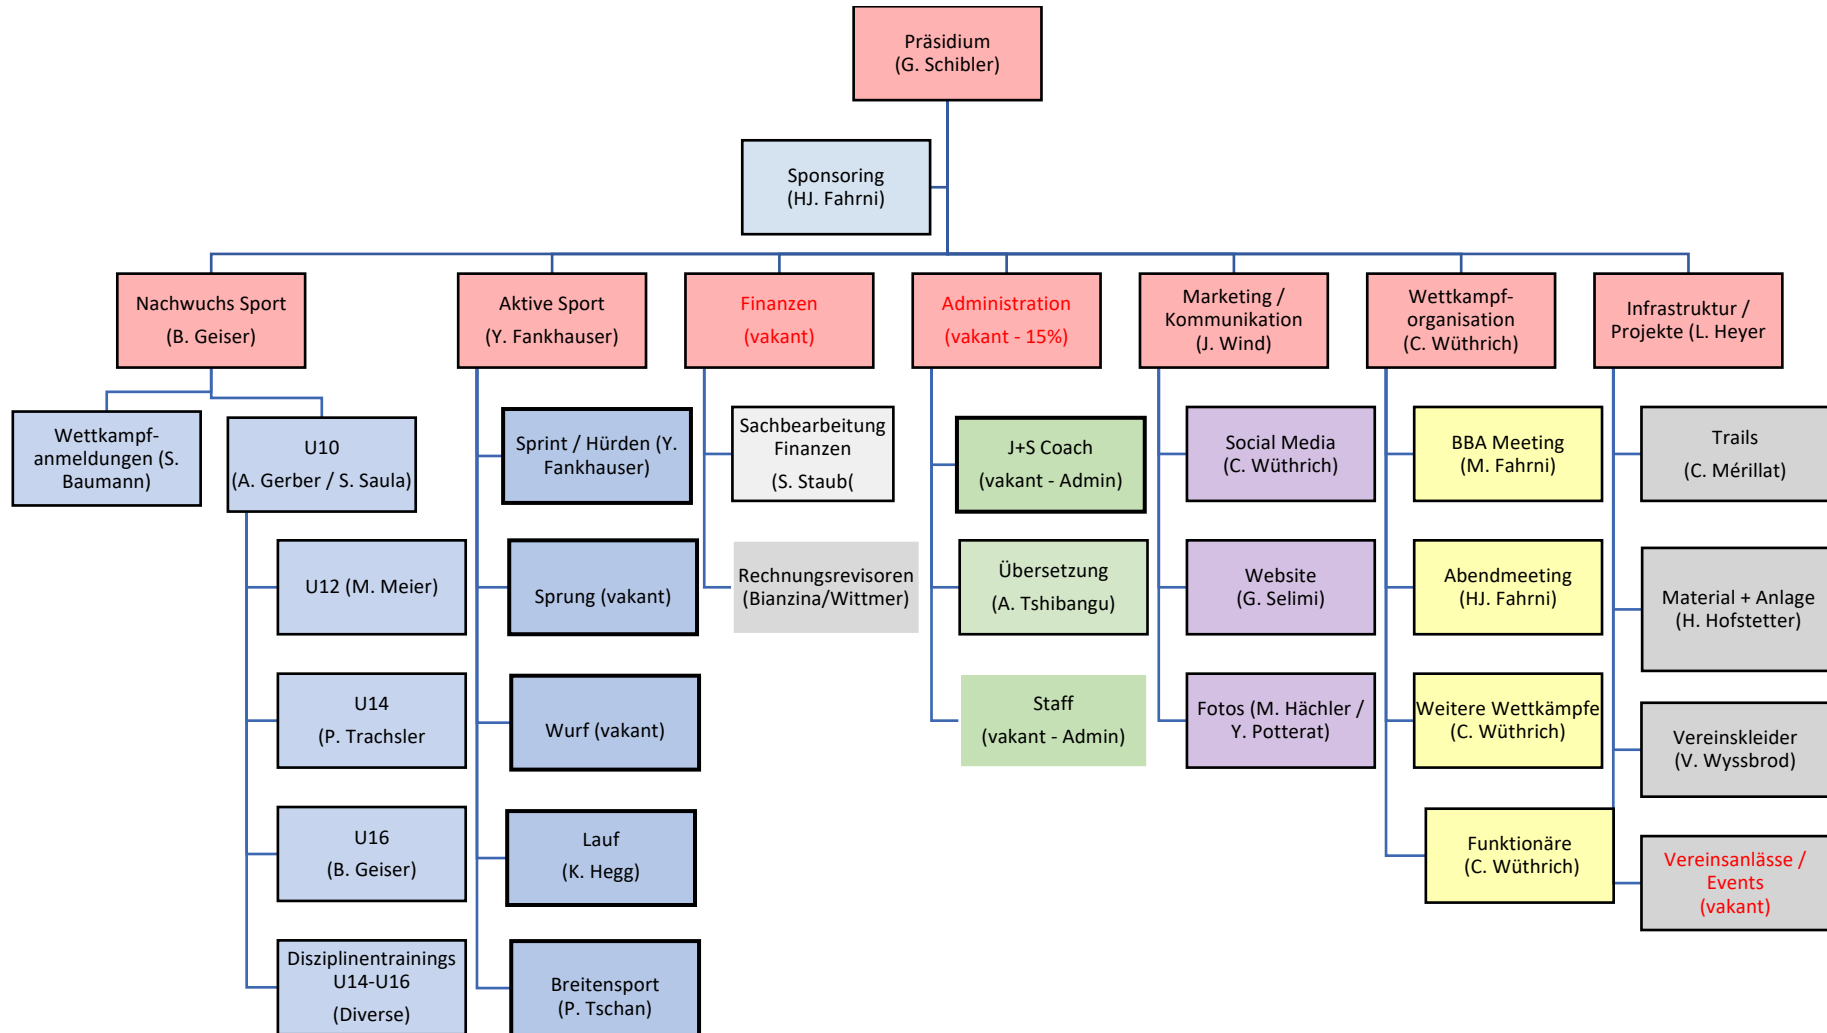 Präsidium
(G. Schibler)
Sponsoring
(HJ. Fahrni)
Nachwuchs Sport
(B. Geiser)
Aktive Sport
(Y. Fankhauser)
Finanzen
(vakant)
Administration
(vakant - 15%)
Marketing /
Kommunikation
(J. Wind)
Wettkampf-
organisation
(C. Wüthrich)
Infrastruktur /
Projekte (L. Heyer
Wettkampf-
anmeldungen (S.
Baumann)
U10
(A. Gerber / S. Saula)
U12 (M. Meier)
U14
(P. Trachsler
U16
(B. Geiser)
Disziplinentrainings
U14-U16
(Diverse)
Sprint / Hürden (Y.
Fankhauser)
Sprung (vakant)
Wurf (vakant)
Lauf
(K. Hegg)
Breitensport
(P. Tschan)
Sachbearbeitung
Finanzen
(S. Staub(
Rechnungsrevisoren
(Bianzina/Wittmer)
J+S Coach
(vakant - Admin)
Übersetzung
(A. Tshibangu)
Staff
(vakant - Admin)
Social Media
(C. Wüthrich)
Website
(G. Selimi)
Fotos (M. Hächler /
Y. Potterat)
BBA Meeting
(M. Fahrni)
Abendmeeting
(HJ. Fahrni)
Weitere Wettkämpfe
(C. Wüthrich)
Funktionäre
(C. Wüthrich)
Trails
(C. Mérillat)
Material + Anlage
(H. Hofstetter)
Vereinskleider
(V. Wyssbrod)
Vereinsanlässe /
Events
(vakant)